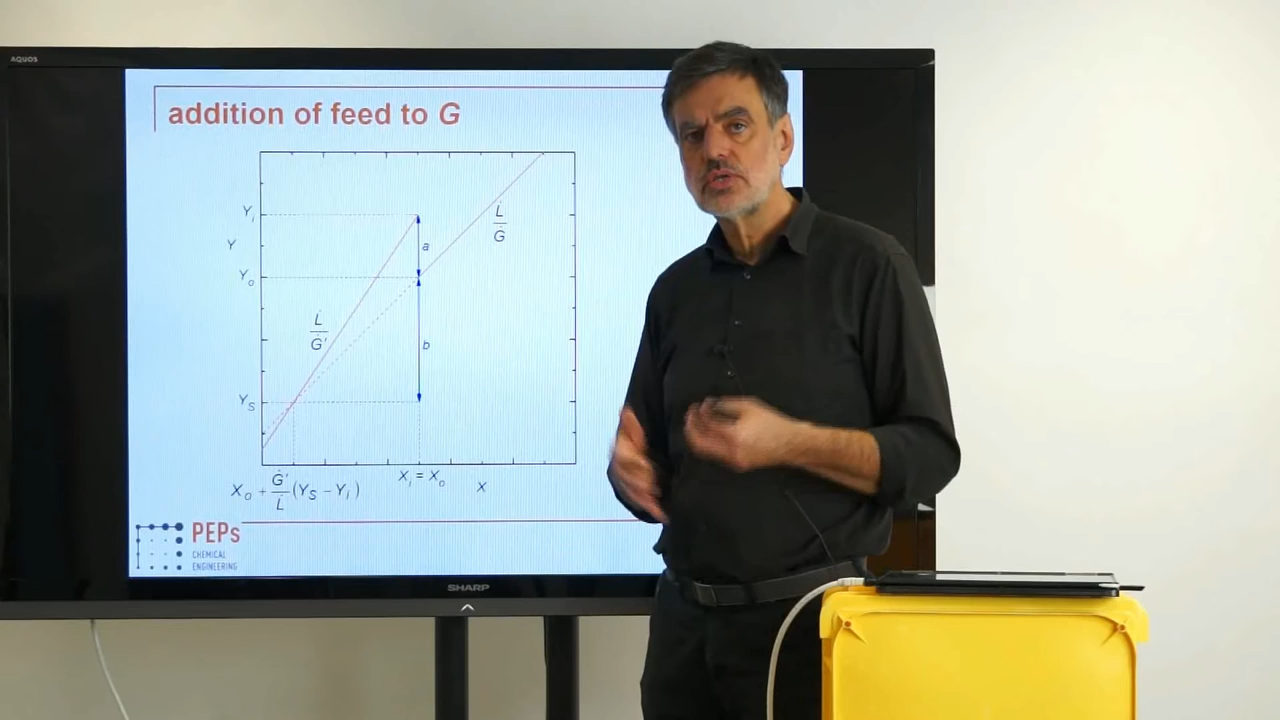 AQUOS
addition of feed to G
Y_i
Y
Y_o
Y_S
a
b
L̇
Ġ
L̇
Ġ'
X_o + Ġ'/L̇ (Y_S – Y_i)
X_i = X_o
X
PEPs
CHEMICAL
ENGINEERING
SHARP